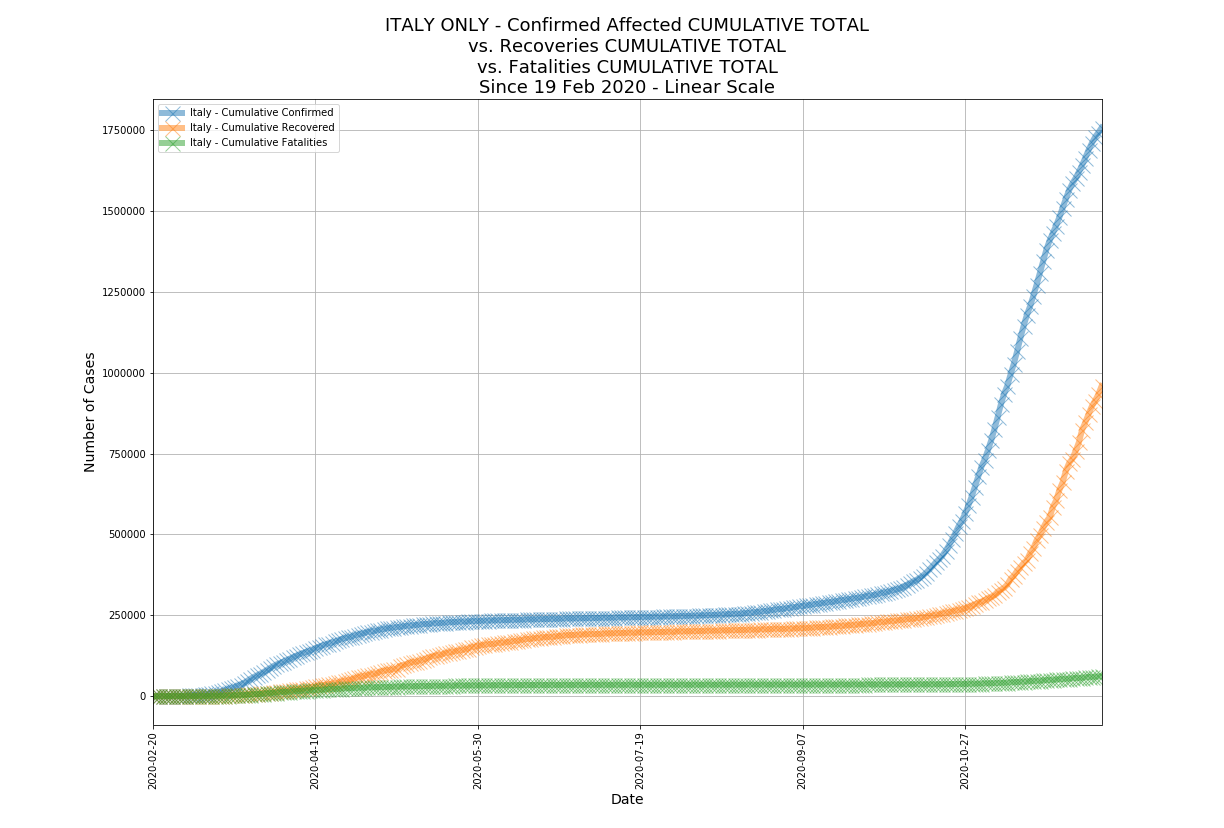 ITALY ONLY - Confirmed Affected CUMULATIVE TOTAL
vs. Recoveries CUMULATIVE TOTAL
vs. Fatalities CUMULATIVE TOTAL
Since 19 Feb 2020 - Linear Scale
Italy - Cumulative Confirmed
Italy - Cumulative Recovered
Italy - Cumulative Fatalities
Number of Cases
1750000
1500000
1250000
1000000
750000
500000
250000
0
2020-02-20
2020-04-10
2020-05-30
2020-07-19
2020-09-07
2020-10-27
Date